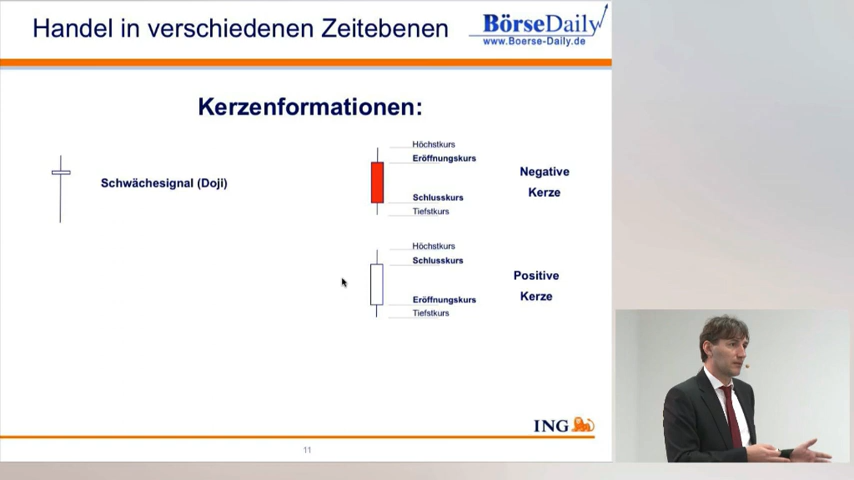 Handel in verschiedenen Zeitebenen
BörseDaily
www.Boerse-Daily.de
Kerzenformationen:
Schwächesignal (Doji)
Höchstkurs
Eröffnungskurs
Schlusskurs
Tiefstkurs
Negative
Kerze
Höchstkurs
Schlusskurs
Eröffnungskurs
Tiefstkurs
Positive
Kerze
ING
11